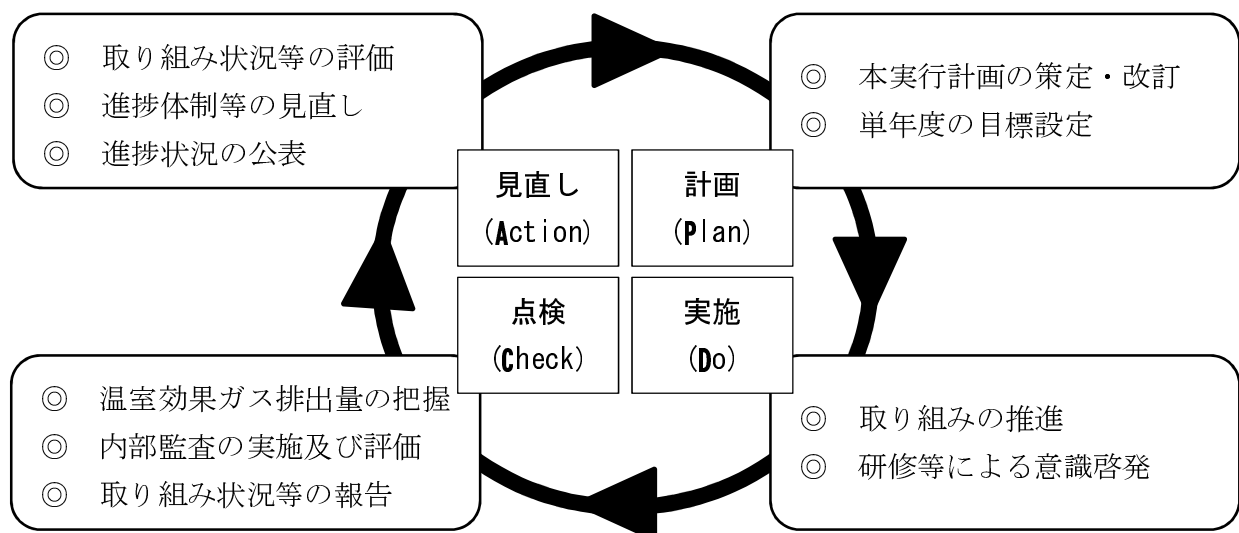 ◎ 取り組み状況等の評価
◎ 進捗体制等の見直し
◎ 進捗状況の公表
◎ 本実行計画の策定・改訂
◎ 単年度の目標設定
見直し
(Action)
計画
(Plan)
点検
(Check)
実施
(Do)
◎ 温室効果ガス排出量の把握
◎ 内部監査の実施及び評価
◎ 取り組み状況等の報告
◎ 取り組みの推進
◎ 研修等による意識啓発